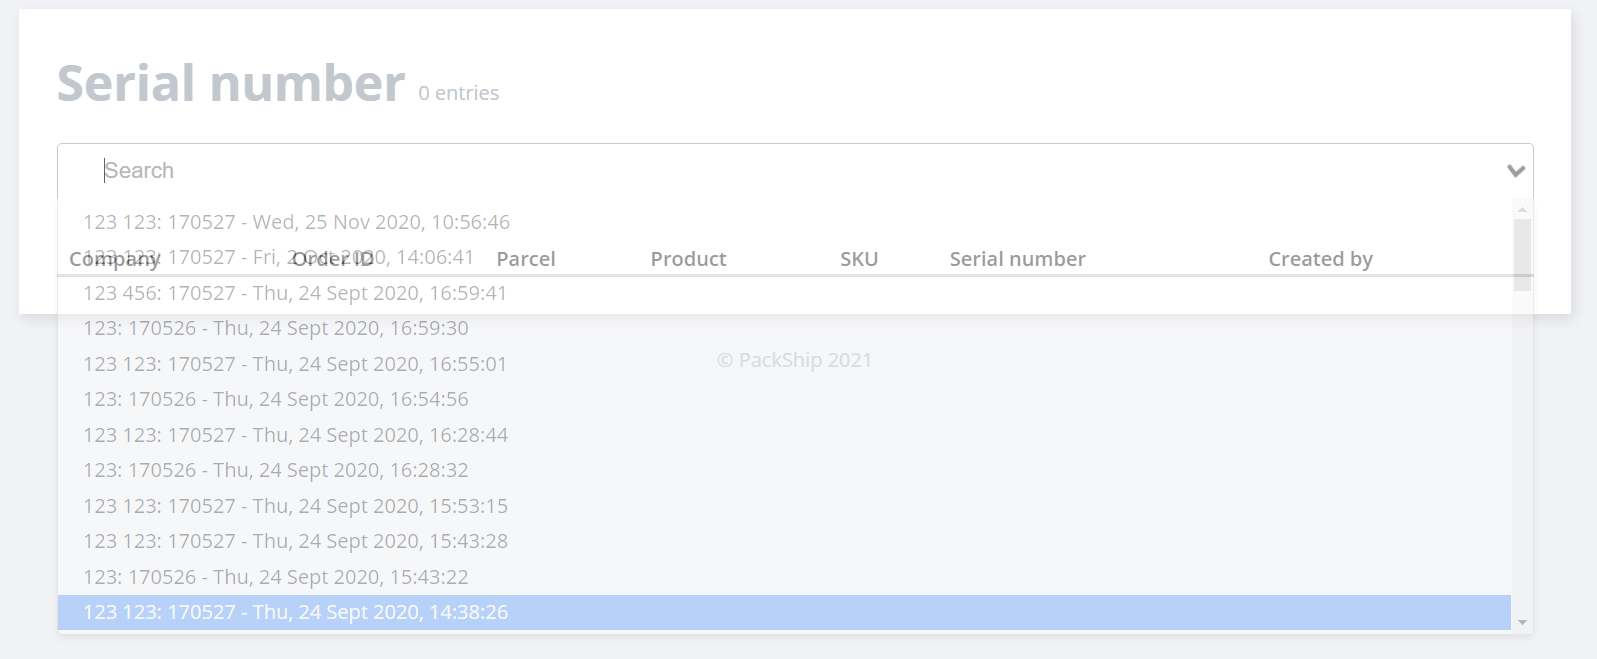 Serial number 0 entries
Search
123 123: 170527 - Wed, 25 Nov 2020, 10:56:46
123 123: 170527 - Fri, 2 Oct 2020, 14:06:41
Company Order ID Parcel Product SKU Serial number Created by
123 456: 170527 - Thu, 24 Sept 2020, 16:59:41
123: 170526 - Thu, 24 Sept 2020, 16:59:30
123 123: 170527 - Thu, 24 Sept 2020, 16:55:01
© PackShip 2021
123: 170526 - Thu, 24 Sept 2020, 16:54:56
123 123: 170527 - Thu, 24 Sept 2020, 16:28:44
123: 170526 - Thu, 24 Sept 2020, 16:28:32
123 123: 170527 - Thu, 24 Sept 2020, 15:53:15
123 123: 170527 - Thu, 24 Sept 2020, 15:43:28
123: 170526 - Thu, 24 Sept 2020, 15:43:22
123 123: 170527 - Thu, 24 Sept 2020, 14:38:26